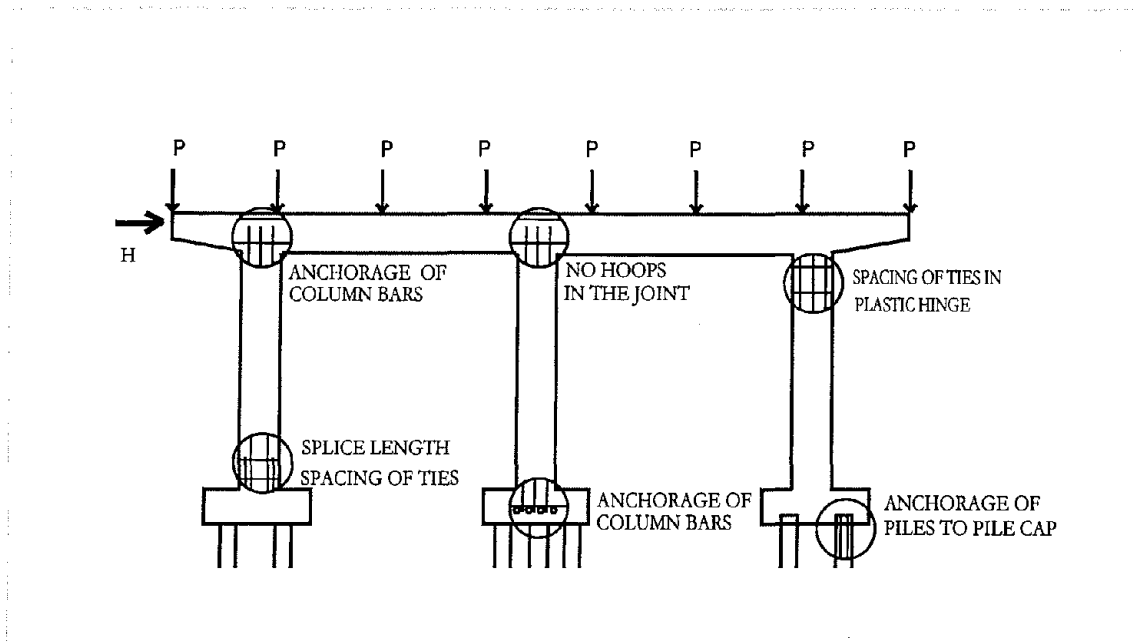 P P P P P P P P
H
ANCHORAGE OF
COLUMN BARS
NO HOOPS
IN THE JOINT
SPACING OF TIES IN
PLASTIC HINGE
SPLICE LENGTH
SPACING OF TIES
ANCHORAGE OF
COLUMN BARS
ANCHORAGE OF
PILES TO PILE CAP